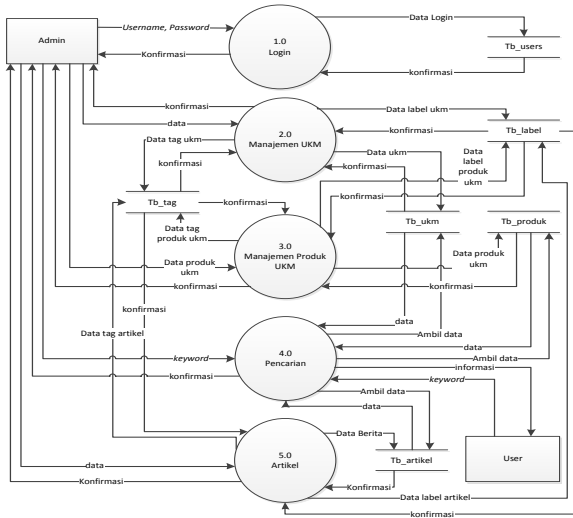 Admin
Username, Password
Konfirmasi
1.0
Login
Data Login
konfirmasi
Tb_users
konfirmasi
data
Data tag ukm
konfirmasi
2.0
Manajemen UKM
Data label ukm
konfirmasi
Tb_label
Data ukm
konfirmasi
Data
label
produk
ukm
konfirmasi
Tb_tag
konfirmasi
Data tag
produk ukm
Tb_ukm
Tb_produk
3.0
Manajemen Produk
UKM
Data produk
ukm
konfirmasi
Data produk
ukm
konfirmasi
konfirmasi
Data tag artikel
data
Ambil data
4.0
Pencarian
data
Ambil data
informasi
keyword
keyword
konfirmasi
Ambil data
data
5.0
Artikel
Data Berita
Tb_artikel
Konfirmasi
User
data
Konfirmasi
Data label artikel
konfirmasi